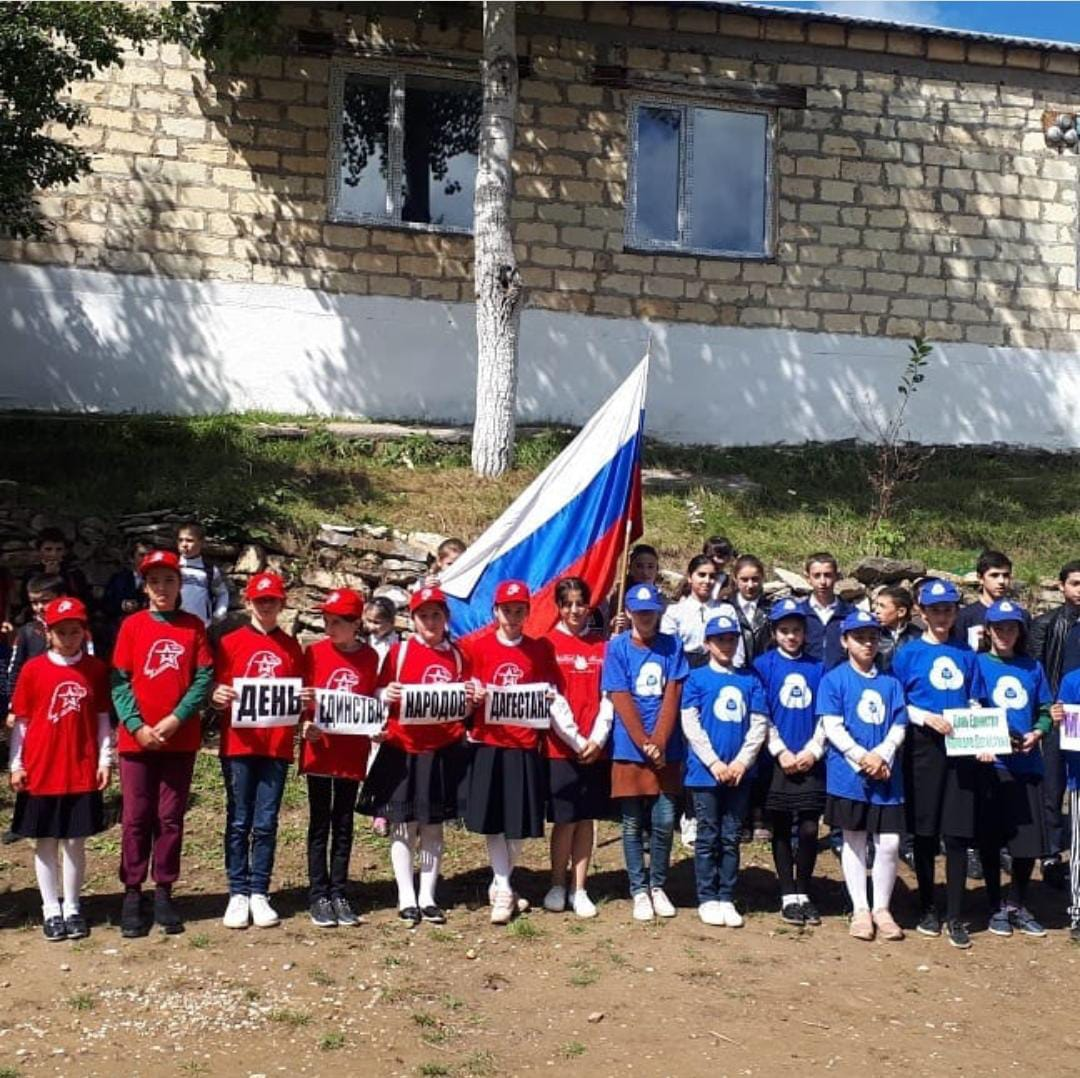 ДЕНЬ
ЕДИНСТВА
НАРОДОВ
ДАГЕСТАНА
День Единства
Народов Дагестана
М